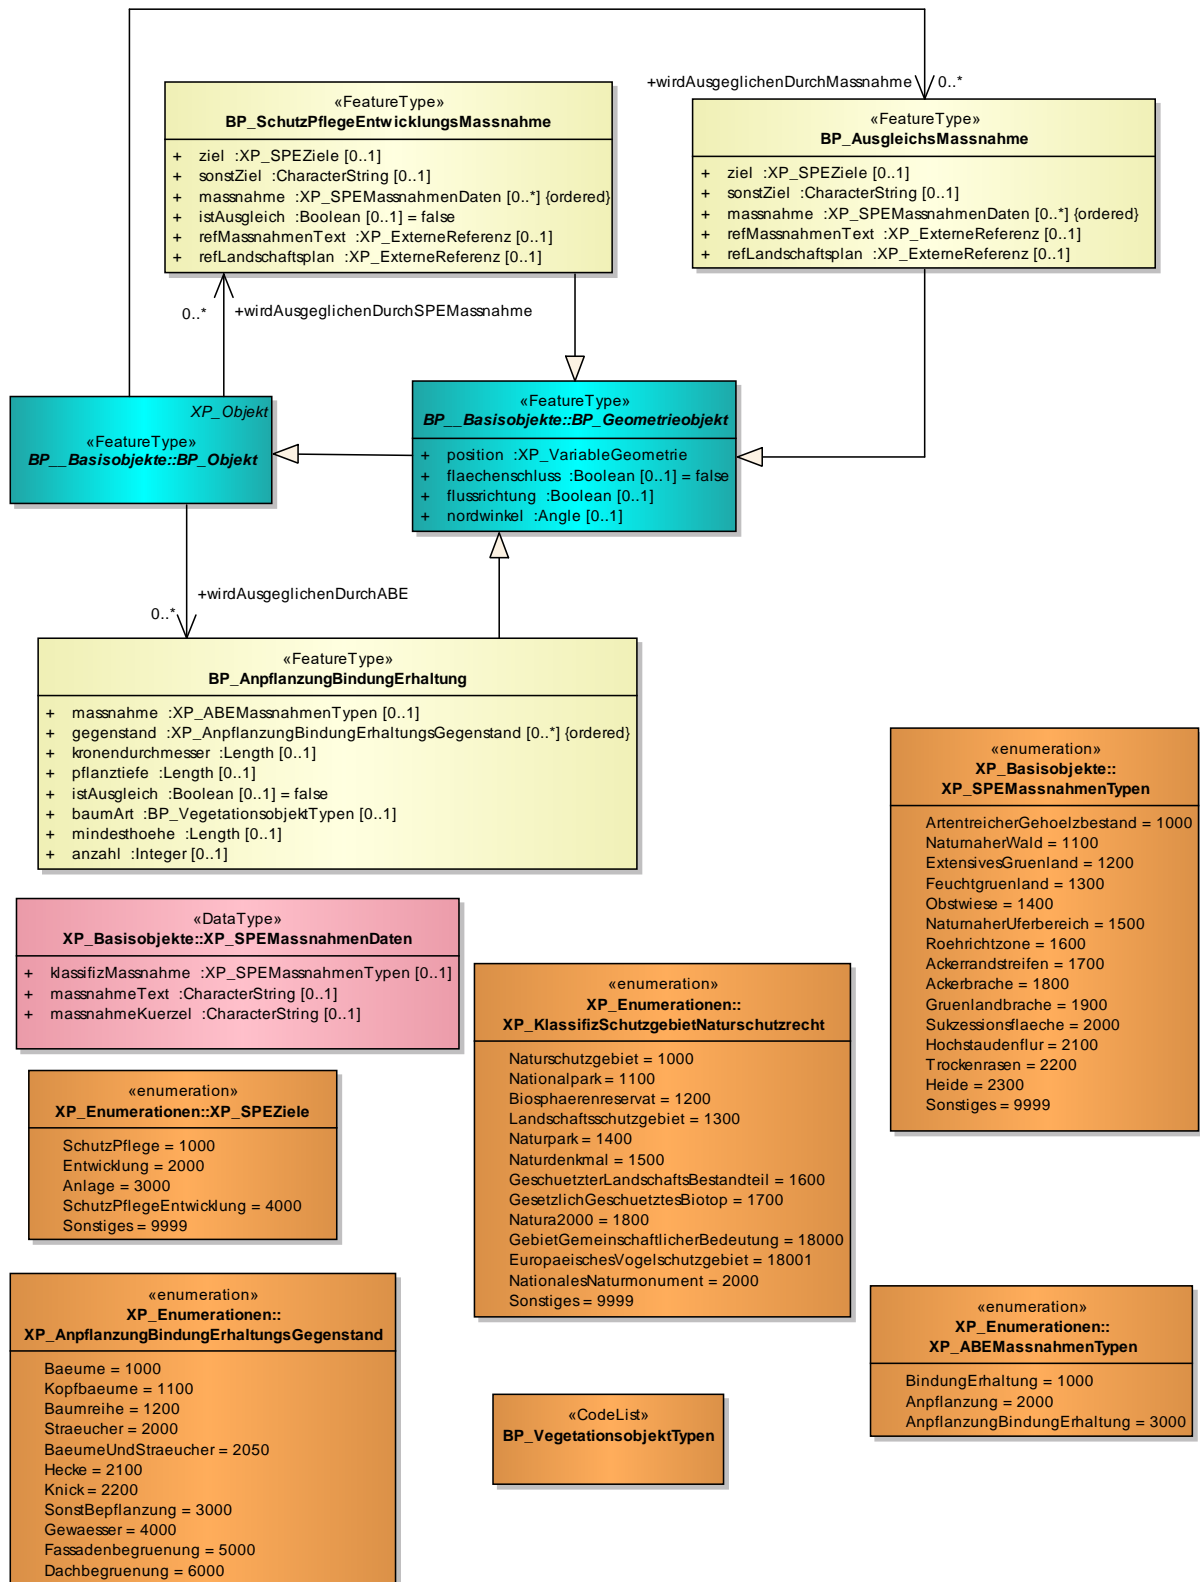 +wirdAusgeglichenDurchMassnahme 0..*
«FeatureType»
BP_SchutzPflegeEntwicklungsMassnahme
+ ziel :XP_SPEZiele [0..1]
+ sonstZiel :CharacterString [0..1]
+ massnahme :XP_SPEMassnahmenDaten [0..*] {ordered}
+ istAusgleich :Boolean [0..1] = false
+ refMassnahmenText :XP_ExterneReferenz [0..1]
+ refLandschaftsplan :XP_ExterneReferenz [0..1]
«FeatureType»
BP_AusgleichsMassnahme
+ ziel :XP_SPEZiele [0..1]
+ sonstZiel :CharacterString [0..1]
+ massnahme :XP_SPEMassnahmenDaten [0..*] {ordered}
+ refMassnahmenText :XP_ExterneReferenz [0..1]
+ refLandschaftsplan :XP_ExterneReferenz [0..1]
0..* +wirdAusgeglichenDurchSPEMassnahme
XP_Objekt
«FeatureType»
BP__Basisobjekte::BP_Objekt
«FeatureType»
BP__Basisobjekte::BP_Geometrieobjekt
+ position :XP_VariableGeometrie
+ flaechenschluss :Boolean [0..1] = false
+ flussrichtung :Boolean [0..1]
+ nordwinkel :Angle [0..1]
+wirdAusgeglichenDurchABE
0..*
«FeatureType»
BP_AnpflanzungBindungErhaltung
+ massnahme :XP_ABEMassnahmenTypen [0..1]
+ gegenstand :XP_AnpflanzungBindungErhaltungsGegenstand [0..*] {ordered}
+ kronendurchmesser :Length [0..1]
+ pflanztiefe :Length [0..1]
+ istAusgleich :Boolean [0..1] = false
+ baumArt :BP_VegetationsobjektTypen [0..1]
+ mindesthoehe :Length [0..1]
+ anzahl :Integer [0..1]
«enumeration»
XP_Basisobjekte::
XP_SPEMassnahmenTypen
ArtentreicherGehoelzbestand = 1000
NaturnaherWald = 1100
ExtensivesGruenland = 1200
Feuchtgruenland = 1300
Obstwiese = 1400
NaturnaherUferbereich = 1500
Roehrichtzone = 1600
Ackerrandstreifen = 1700
Ackerbrache = 1800
Gruenlandbrache = 1900
Sukzessionsflaeche = 2000
Hochstaudenflur = 2100
Trockenrasen = 2200
Heide = 2300
Sonstiges = 9999
«DataType»
XP_Basisobjekte::XP_SPEMassnahmenDaten
+ klassifizMassnahme :XP_SPEMassnahmenTypen [0..1]
+ massnahmeText :CharacterString [0..1]
+ massnahmeKuerzel :CharacterString [0..1]
«enumeration»
XP_Enumerationen::
XP_KlassifizSchutzgebietNaturschutzrecht
Naturschutzgebiet = 1000
Nationalpark = 1100
Biosphaerenreservat = 1200
Landschaftsschutzgebiet = 1300
Naturpark = 1400
Naturdenkmal = 1500
GeschuetzterLandschaftsBestandteil = 1600
GesetzlichGeschuetztesBiotop = 1700
Natura2000 = 1800
GebietGemeinschaftlicherBedeutung = 18000
EuropaeischesVogelschutzgebiet = 18001
NationalesNaturmonument = 2000
Sonstiges = 9999
«enumeration»
XP_Enumerationen::XP_SPEZiele
SchutzPflege = 1000
Entwicklung = 2000
Anlage = 3000
SchutzPflegeEntwicklung = 4000
Sonstiges = 9999
«enumeration»
XP_Enumerationen::
XP_AnpflanzungBindungErhaltungsGegenstand
Baeume = 1000
Kopfbaeume = 1100
Baumreihe = 1200
Straeucher = 2000
BaeumeUndStraeucher = 2050
Hecke = 2100
Knick = 2200
SonstBepflanzung = 3000
Gewaesser = 4000
Fassadenbegruenung = 5000
Dachbegruenung = 6000
«CodeList»
BP_VegetationsobjektTypen
«enumeration»
XP_Enumerationen::
XP_ABEMassnahmenTypen
BindungErhaltung = 1000
Anpflanzung = 2000
AnpflanzungBindungErhaltung = 3000